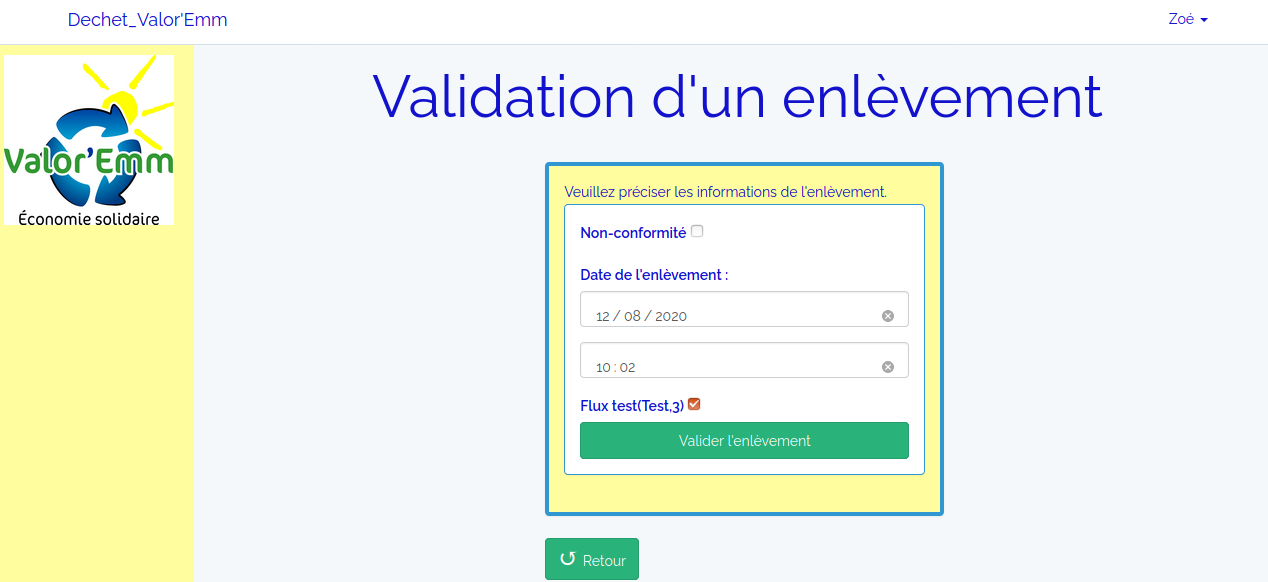 Dechet_Valor'Emm
Zoé
Valor'Emm
Économie solidaire
Validation d'un enlèvement
Veuillez préciser les informations de l'enlèvement.
Non-conformité
Date de l'enlèvement :
12 / 08 / 2020
10 : 02
Flux test(Test,3)
Valider l'enlèvement
Retour